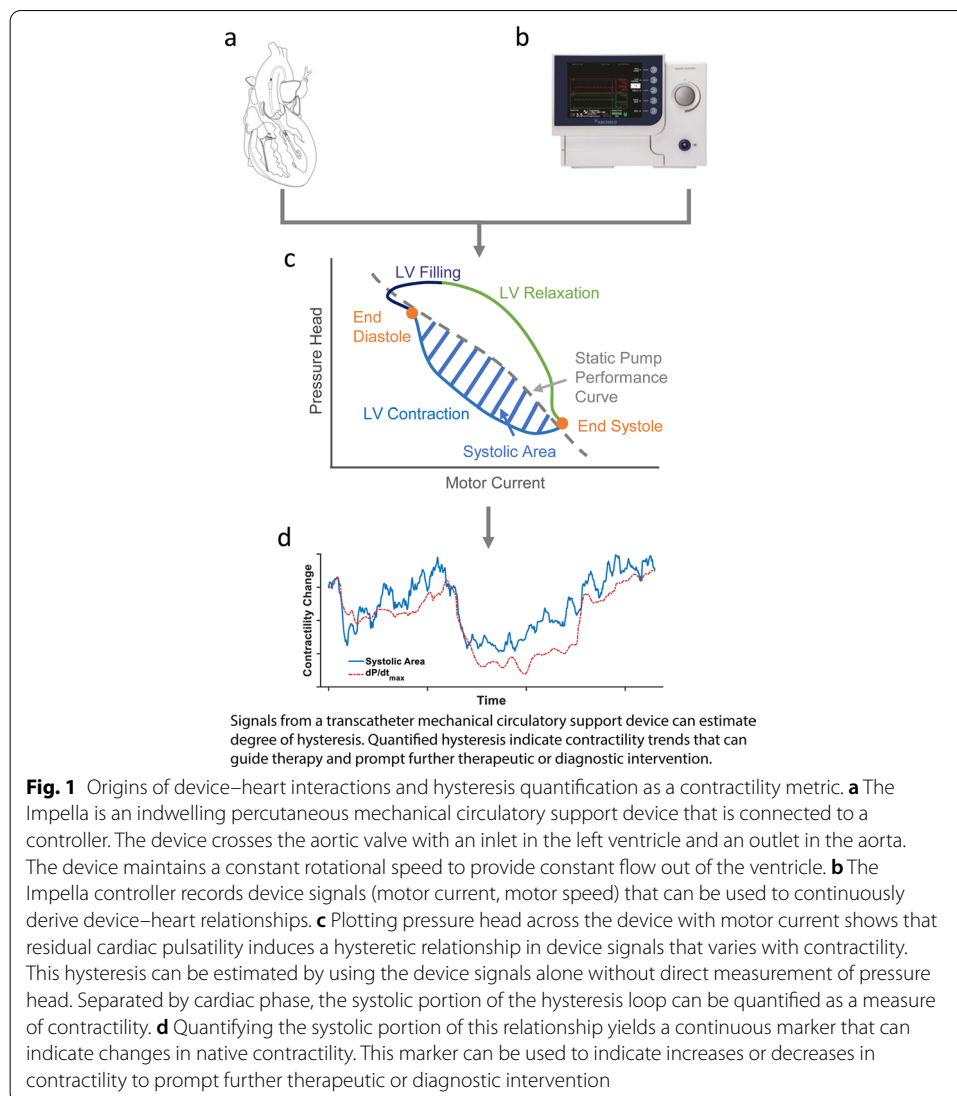 a
b
ABIOMED
c
LV Filling
LV Relaxation
End
Diastole
Static Pump
Performance
Curve
LV Contraction
End Systole
Systolic Area
Pressure Head
Motor Current
d
Contractility Change
Systolic Area
dP/dtmax
Time
Signals from a transcatheter mechanical circulatory support device can estimate
degree of hysteresis. Quantified hysteresis indicate contractility trends that can
guide therapy and prompt further therapeutic or diagnostic intervention.
Fig. 1 Origins of device–heart interactions and hysteresis quantification as a contractility metric. a The
Impella is an indwelling percutaneous mechanical circulatory support device that is connected to a
controller. The device crosses the aortic valve with an inlet in the left ventricle and an outlet in the aorta.
The device maintains a constant rotational speed to provide constant flow out of the ventricle. b The
Impella controller records device signals (motor current, motor speed) that can be used to continuously
derive device–heart relationships. c Plotting pressure head across the device with motor current shows that
residual cardiac pulsatility induces a hysteretic relationship in device signals that varies with contractility.
This hysteresis can be estimated by using the device signals alone without direct measurement of pressure
head. Separated by cardiac phase, the systolic portion of the hysteresis loop can be quantified as a measure
of contractility. d Quantifying the systolic portion of this relationship yields a continuous marker that can
indicate changes in native contractility. This marker can be used to indicate increases or decreases in
contractility to prompt further therapeutic or diagnostic intervention